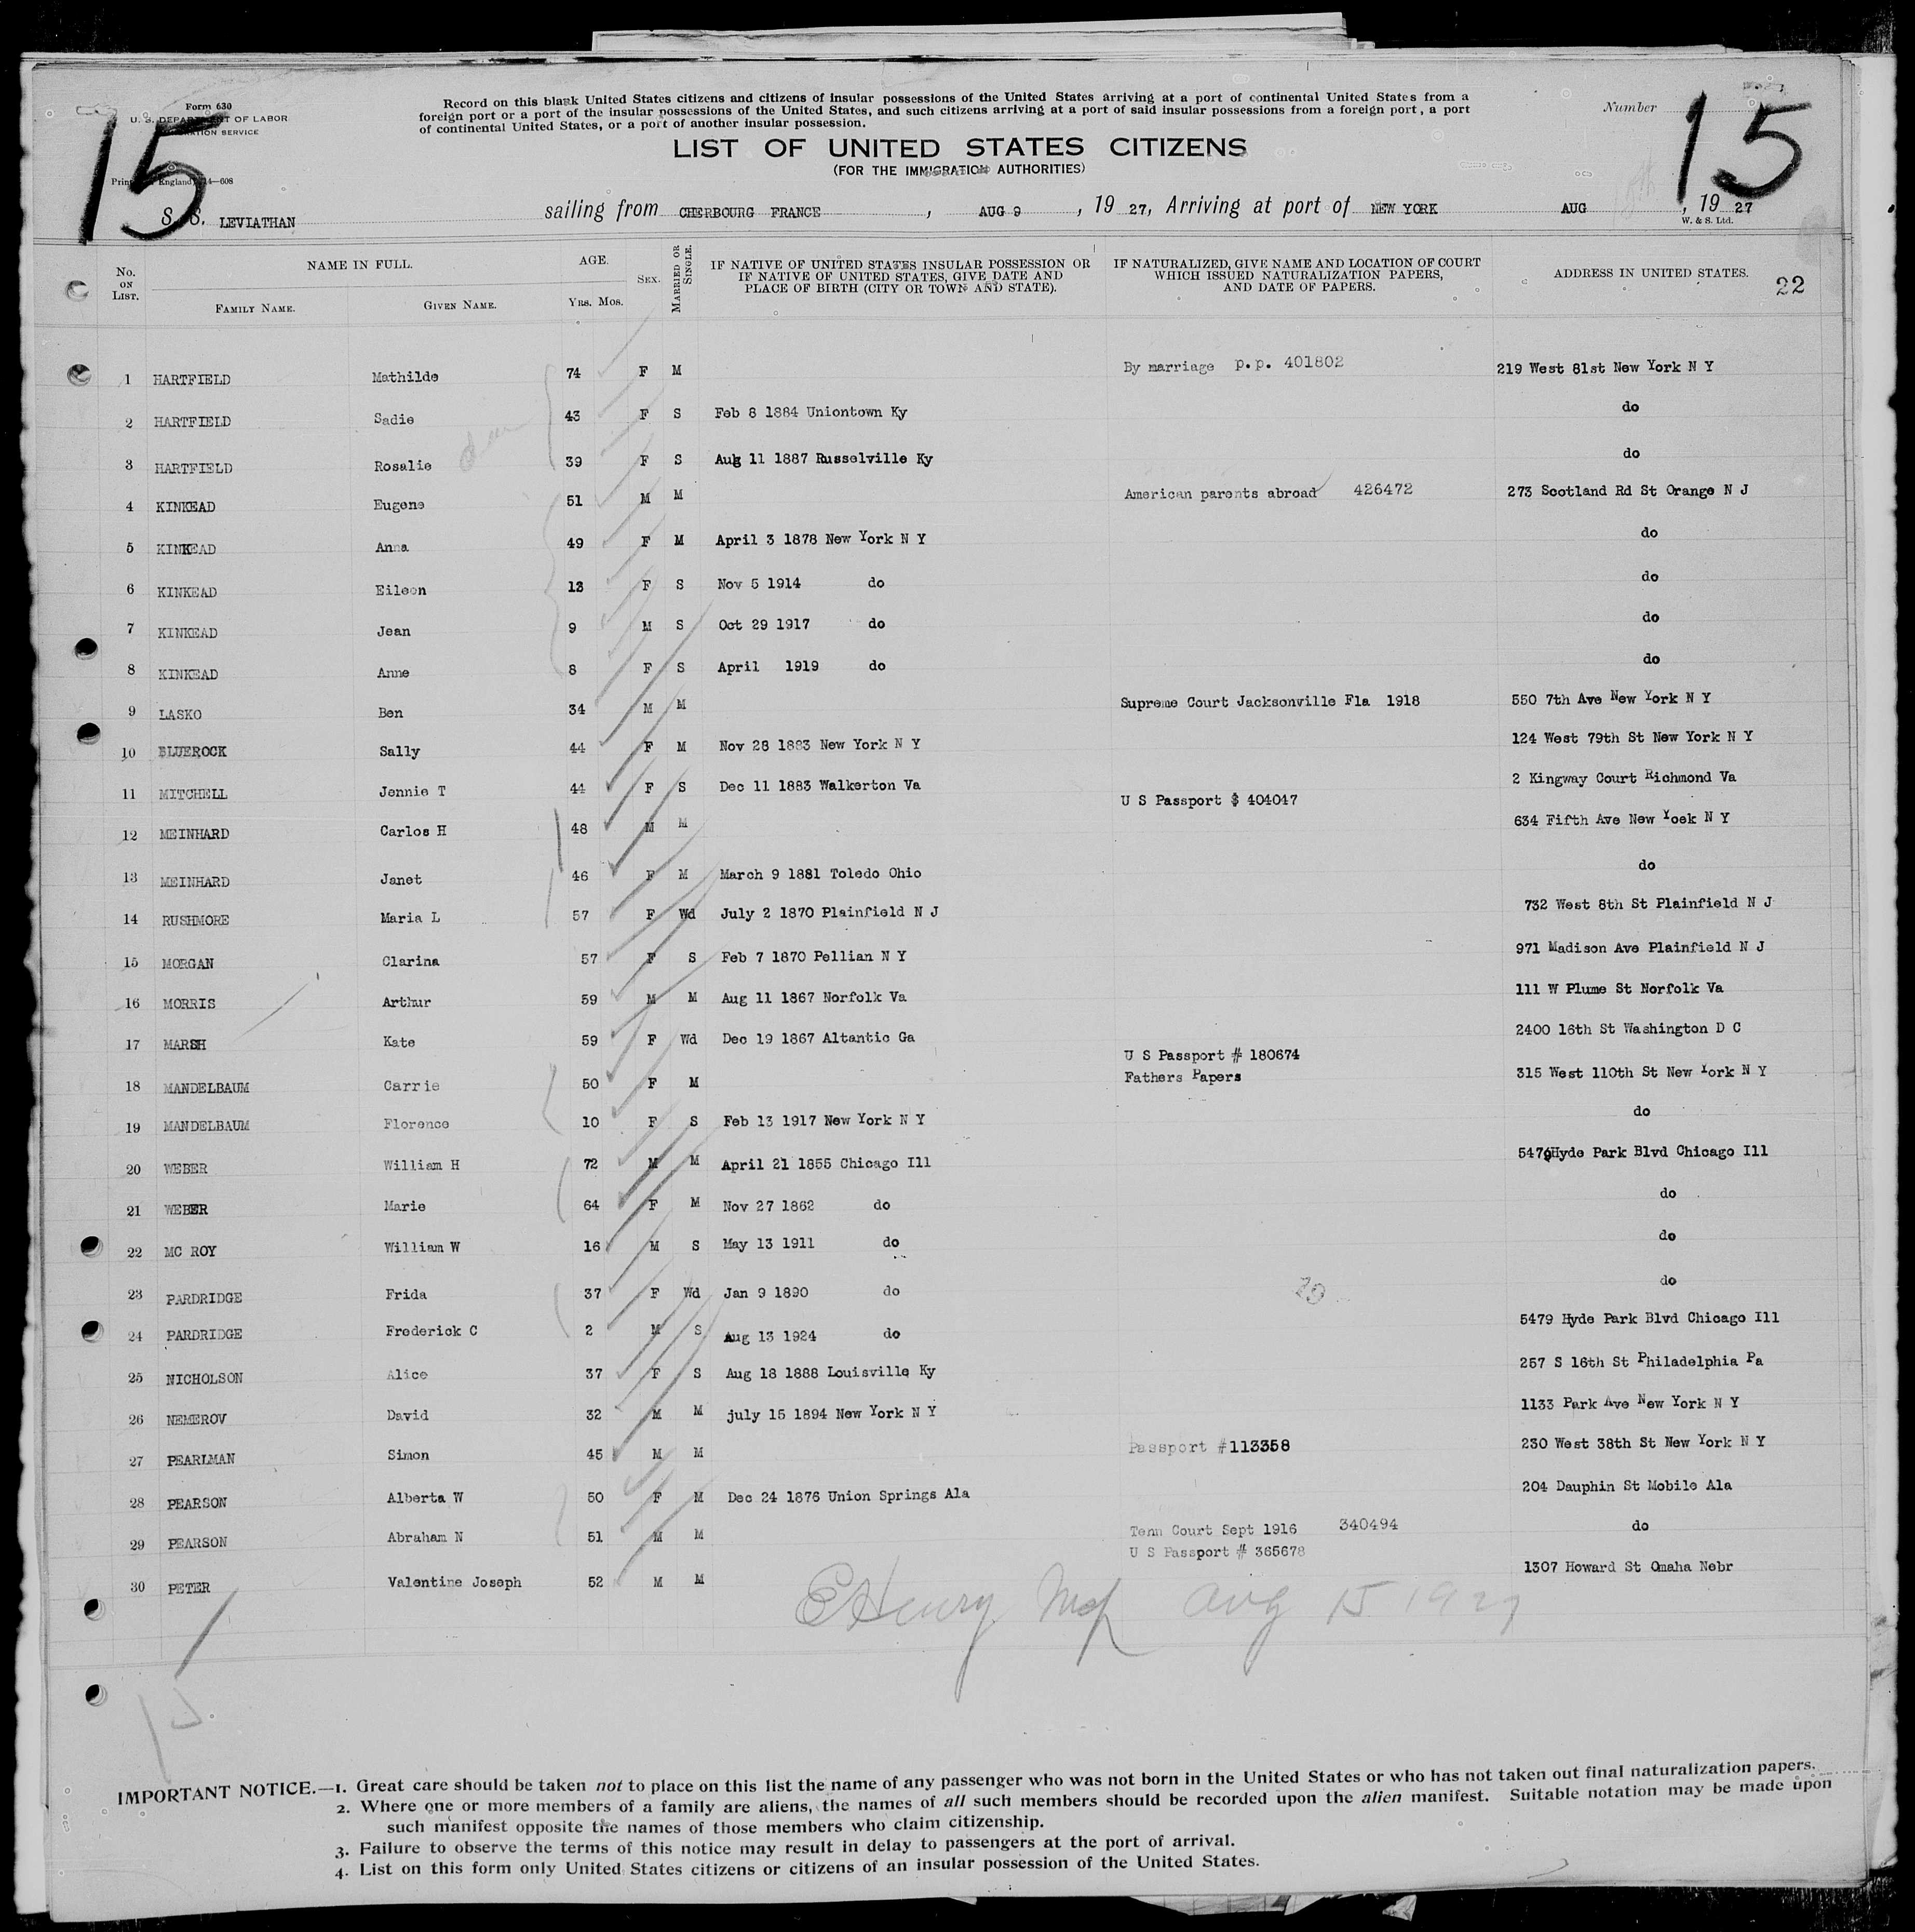 Form 630
U. S. DEPARTMENT OF LABOR
IMMIGRATION SERVICE
Record on this blank United States citizens and citizens of insular possessions of the United States arriving at a port of continental United States from a
foreign port or a port of the insular possessions of the United States, and such citizens arriving at a port of said insular possessions from a foreign port, a port
of continental United States, or a port of another insular possession.
Number
15
15
LIST OF UNITED STATES CITIZENS
(FOR THE IMMIGRATION AUTHORITIES)
Printed England 14—608
S. S. LEVIATHAN sailing from CHERBOURG FRANCE, AUG 9, 19 27, Arriving at port of NEW YORK AUG , 19 27
W. & S. Ltd.
No. ON LIST. NAME IN FULL. FAMILY NAME. GIVEN NAME. AGE. YRS. MOS. SEX. MARRIED OR SINGLE. IF NATIVE OF UNITED STATES INSULAR POSSESSION OR IF NATIVE OF UNITED STATES, GIVE DATE AND PLACE OF BIRTH (CITY OR TOWN AND STATE). IF NATURALIZED, GIVE NAME AND LOCATION OF COURT WHICH ISSUED NATURALIZATION PAPERS, AND DATE OF PAPERS. ADDRESS IN UNITED STATES. 22
1 HARTFIELD Mathilde 74 F M By marriage p.p. 401802 219 West 81st New York N Y
2 HARTFIELD Sadie 43 F S Feb 8 1884 Uniontown Ky do
3 HARTFIELD Rosalie 39 F S Aug 11 1887 Russelville Ky do
4 KINKEAD Eugene 51 M M American parents abroad 426472 273 Scotland Rd St Orange N J
5 KINKEAD Anna 49 F M April 3 1878 New York N Y do
6 KINKEAD Eileen 13 F S Nov 5 1914 do do
7 KINKEAD Jean 9 M S Oct 29 1917 do do
8 KINKEAD Anne 8 F S April 1919 do do
9 LASKO Ben 34 M M Supreme Court Jacksonville Fla 1918 550 7th Ave New York N Y
10 BLUEROCK Sally 44 F M Nov 28 1883 New York N Y 124 West 79th St New York N Y
11 MITCHELL Jennie T 44 F S Dec 11 1883 Walkerton Va 2 Kingway Court Richmond Va
12 MEINHARD Carlos H 48 M M U S Passport $ 404047 634 Fifth Ave New Yoek N Y
13 MEINHARD Janet 46 F M March 9 1881 Toledo Ohio do
14 RUSHMORE Maria L 57 F Wd July 2 1870 Plainfield N J 732 West 8th St Plainfield N J
15 MORGAN Clarina 57 F S Feb 7 1870 Pellian N Y 971 Madison Ave Plainfield N J
16 MORRIS Arthur 59 M M Aug 11 1867 Norfolk Va 111 W Plume St Norfolk Va
17 MARSH Kate 59 F Wd Dec 19 1867 Altantic Ga 2400 16th St Washington D C
18 MANDELBAUM Carrie 50 F M U S Passport # 180674 Fathers Papers 315 West 110th St New York N Y
19 MANDELBAUM Florence 10 F S Feb 13 1917 New York N Y do
20 WEBER William H 72 M M April 21 1855 Chicago Ill 5479 Hyde Park Blvd Chicago Ill
21 WEBER Marie 64 F M Nov 27 1862 do do
22 MC ROY William W 16 M S May 13 1911 do do
23 PARDRIDGE Frida 37 F Wd Jan 9 1890 do do
24 PARDRIDGE Frederick C 2 M S Aug 13 1924 do 5479 Hyde Park Blvd Chicago Ill
25 NICHOLSON Alice 37 F S Aug 18 1888 Louisville Ky 257 S 16th St Philadelphia Pa
26 NEMEROV David 32 M M july 15 1894 New York N Y 1133 Park Ave New York N Y
27 PEARLMAN Simon 45 M M Passport #113358 230 West 38th St New York N Y
28 PEARSON Alberta W 50 F M Dec 24 1876 Union Springs Ala 204 Dauphin St Mobile Ala
29 PEARSON Abraham N 51 M M Tenn Court Sept 1916 340494 do
30 PETER Valentine Joseph 52 M M U S Passport # 365678 1307 Howard St Omaha Nebr
EHenry Aug 15 1927
15.
IMPORTANT NOTICE.—1. Great care should be taken not to place on this list the name of any passenger who was not born in the United States or who has not taken out final naturalization papers.
2. Where one or more members of a family are aliens, the names of all such members should be recorded upon the alien manifest. Suitable notation may be made upon
such manifest opposite the names of those members who claim citizenship.
3. Failure to observe the terms of this notice may result in delay to passengers at the port of arrival.
4. List on this form only United States citizens or citizens of an insular possession of the United States.